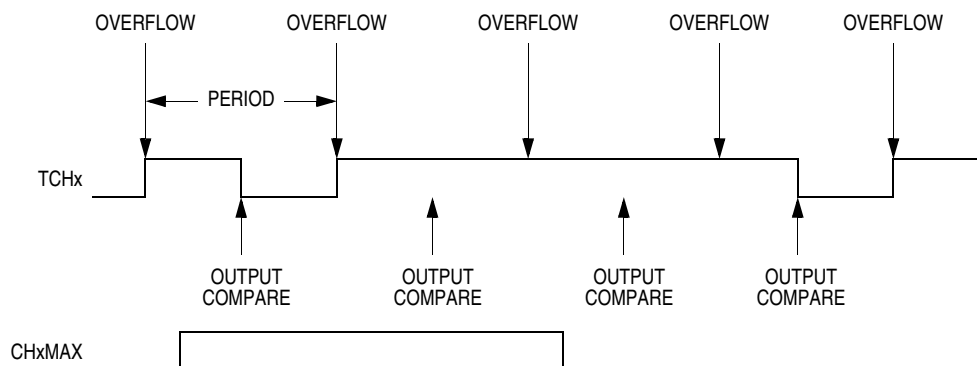 OVERFLOW OVERFLOW OVERFLOW OVERFLOW OVERFLOW
PERIOD
TCHx
OUTPUT OUTPUT OUTPUT OUTPUT
COMPARE COMPARE COMPARE COMPARE
CHxMAX